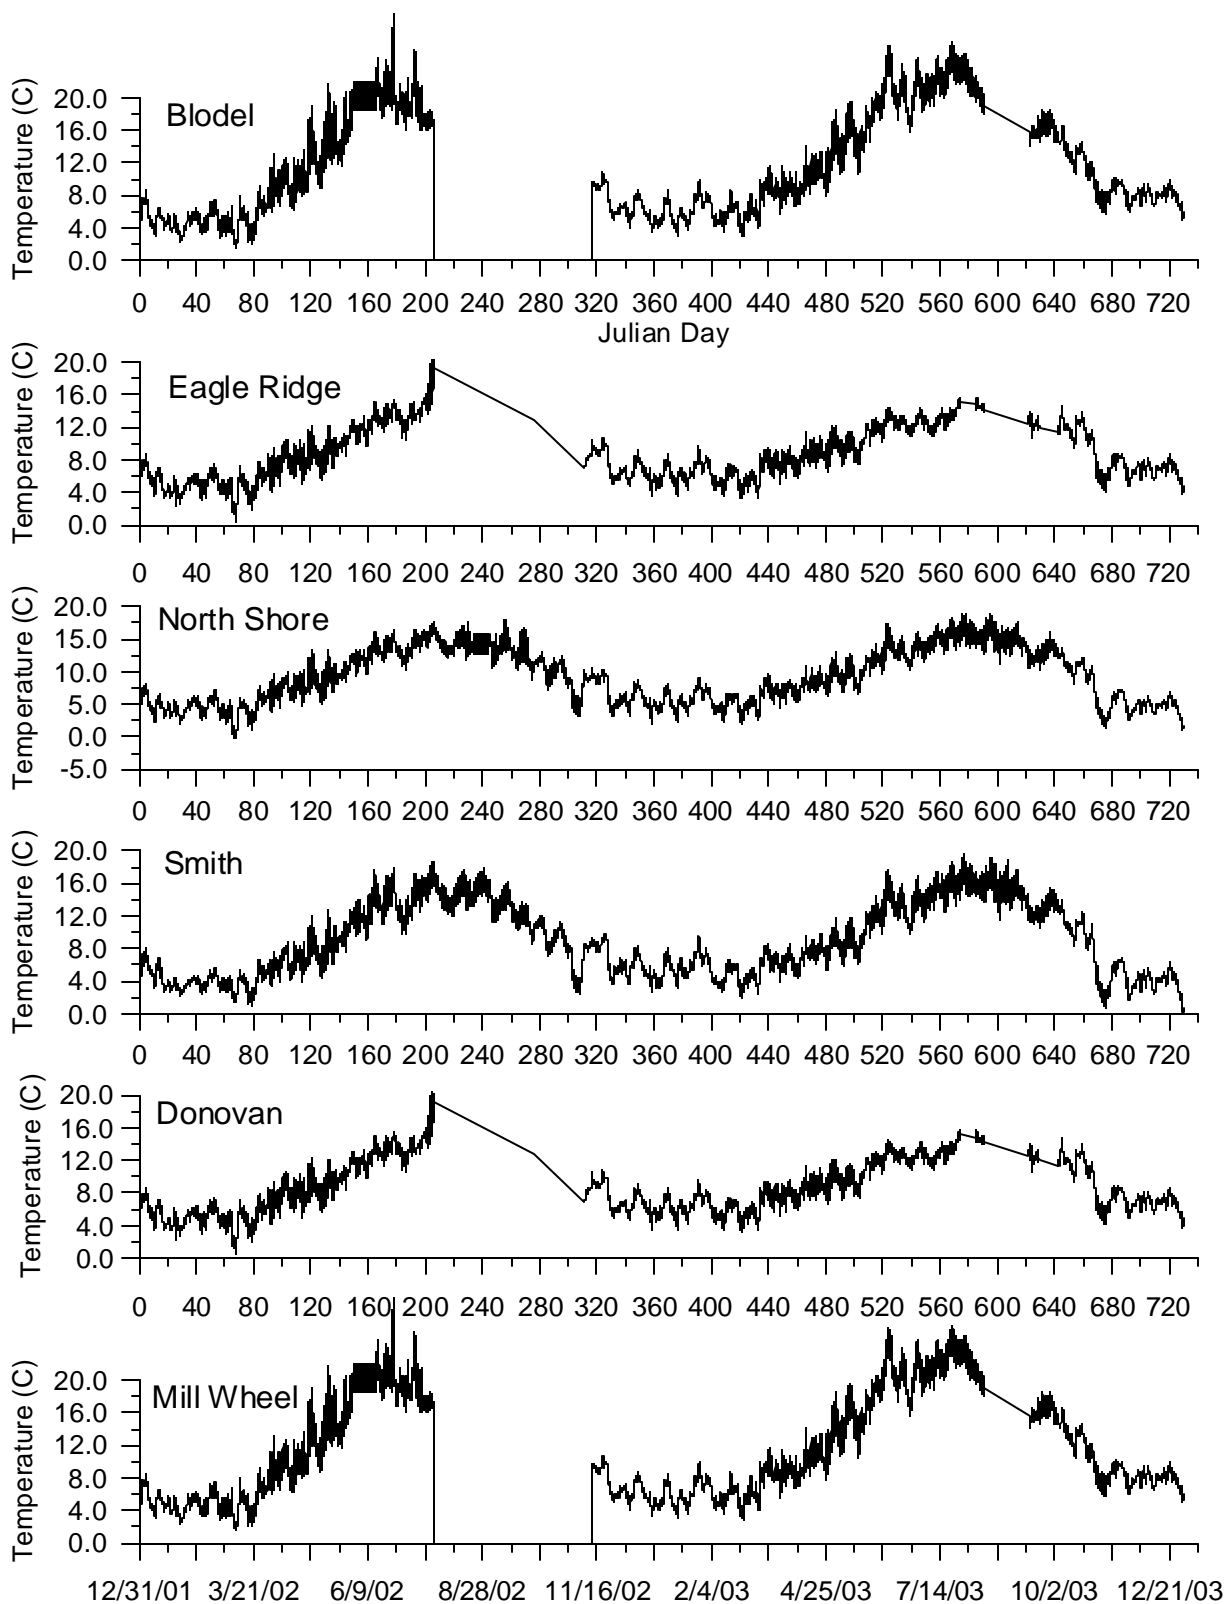 Temperature (C)
20.0
16.0
12.0
8.0
4.0
0.0
Blodel
0 40 80 120 160 200 240 280 320 360 400 440 480 520 560 600 640 680 720
Julian Day
Temperature (C)
20.0
16.0
12.0
8.0
4.0
0.0
Eagle Ridge
0 40 80 120 160 200 240 280 320 360 400 440 480 520 560 600 640 680 720
Temperature (C)
20.0
15.0
10.0
5.0
0.0
-5.0
North Shore
0 40 80 120 160 200 240 280 320 360 400 440 480 520 560 600 640 680 720
Temperature (C)
20.0
16.0
12.0
8.0
4.0
0.0
Smith
0 40 80 120 160 200 240 280 320 360 400 440 480 520 560 600 640 680 720
Temperature (C)
20.0
16.0
12.0
8.0
4.0
0.0
Donovan
0 40 80 120 160 200 240 280 320 360 400 440 480 520 560 600 640 680 720
Temperature (C)
20.0
16.0
12.0
8.0
4.0
0.0
Mill Wheel
12/31/01 3/21/02 6/9/02 8/28/02 11/16/02 2/4/03 4/25/03 7/14/03 10/2/03 12/21/03